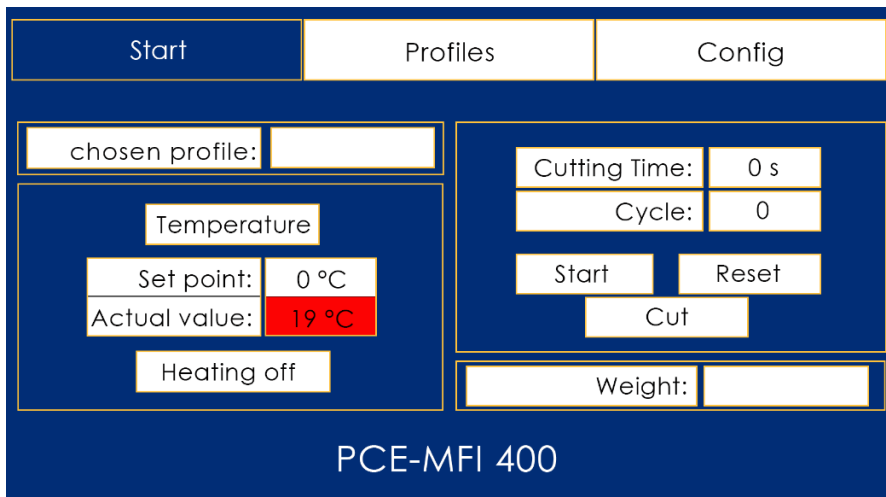 Start
Profiles
Config
chosen profile:
Temperature
Set point: 0 °C
Actual value: 19 °C
Heating off
Cutting Time: 0 s
Cycle: 0
Start Reset
Cut
Weight:
PCE-MFI 400